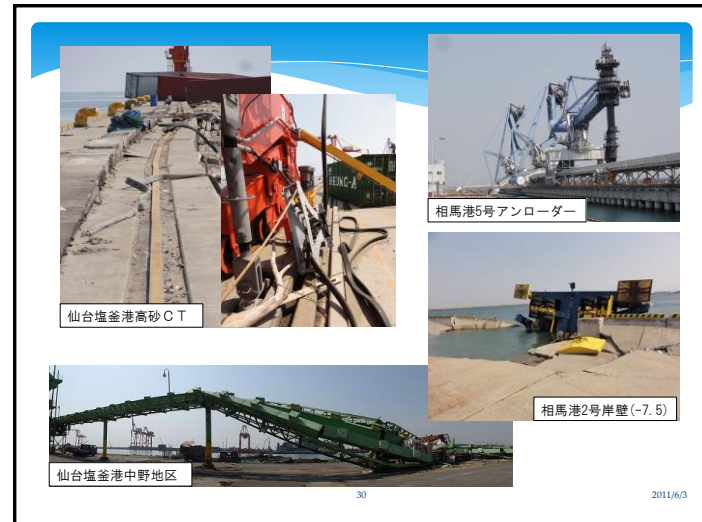 HEUNG-A
相馬港5号アンローダー
仙台塩釜港高砂ＣＴ
相馬港2号岸壁(-7.5)
仙台塩釜港中野地区
30
2011/6/3